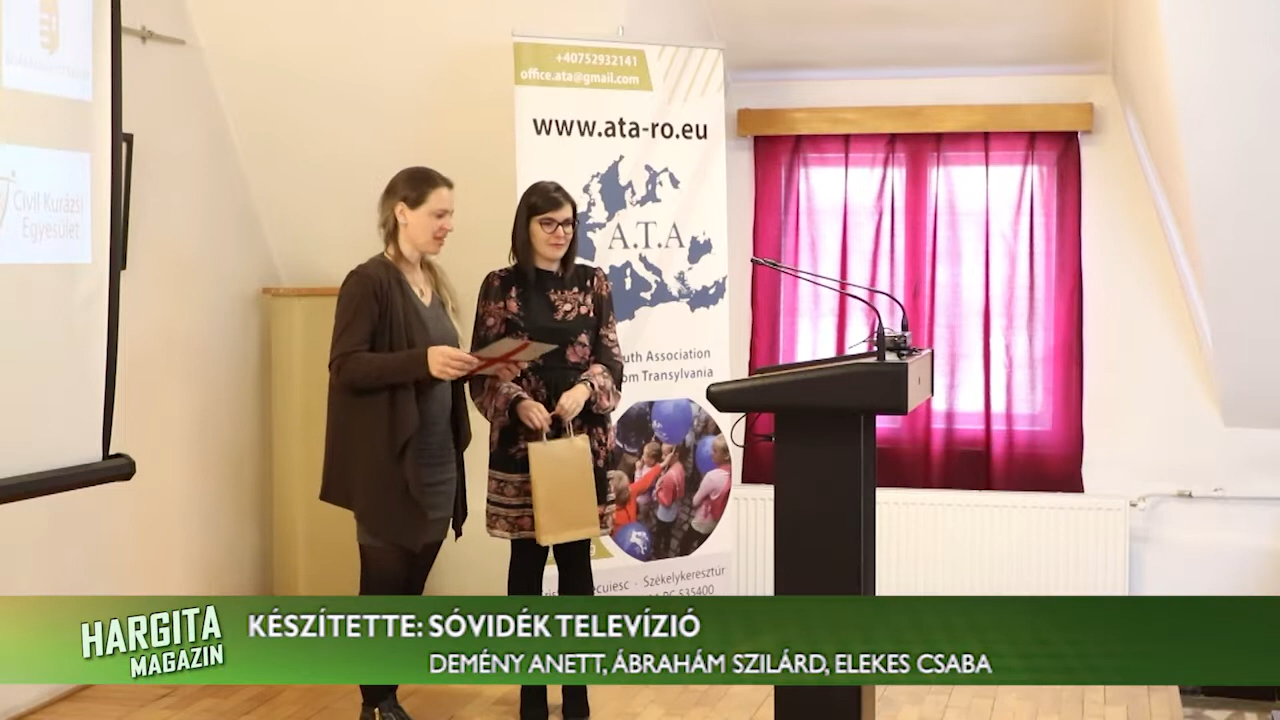 Civil Kurázsi
Egyesület
+40752932141
office.ata@gmail.com
www.ata-ro.eu
A.T.A
uth Association
om Transylvania
Székelykeresztúr
535400
HARGITA
MAGAZIN
KÉSZÍTETTE: SÓVIDÉK TELEVÍZIÓ
DEMÉNY ANETT, ÁBRAHÁM SZILÁRD, ELEKES CSABA